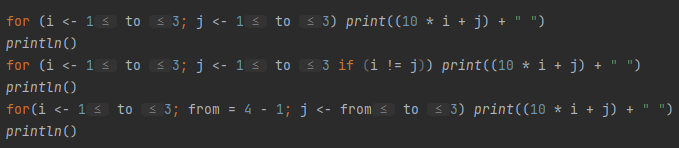 for (i <- 1 ≤ to ≤ 3; j <- 1 ≤ to ≤ 3) print((10 * i + j) + " ")
println()
for (i <- 1 ≤ to ≤ 3; j <- 1 ≤ to ≤ 3 if (i != j)) print((10 * i + j) + " ")
println()
for(i <- 1 ≤ to ≤ 3; from = 4 - 1; j <- from ≤ to ≤ 3) print((10 * i + j) + " ")
println()